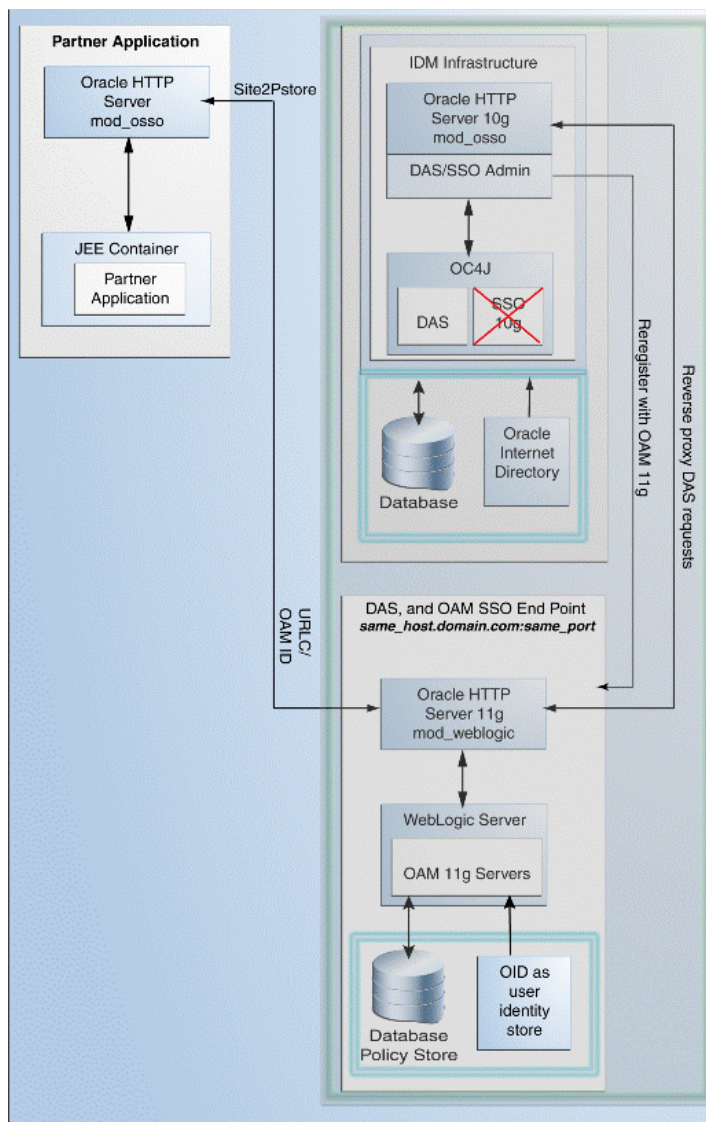 Partner Application
Oracle HTTP
Server
mod_osso
JEE Container
Partner
Application
Site2Pstore
URLC/
OAM ID
IDM Infrastructure
Oracle HTTP
Server 10g
mod_osso
DAS/SSO Admin
OC4J
DAS
SSO
10g
Database
Oracle
Internet
Directory
Reregister with OAM 11g
Reverse proxy DAS requests
DAS, and OAM SSO End Point
same_host.domain.com:same_port
Oracle HTTP
Server 11g
mod_weblogic
WebLogic Server
OAM 11g Servers
Database
Policy Store
OID as
user
identity
store